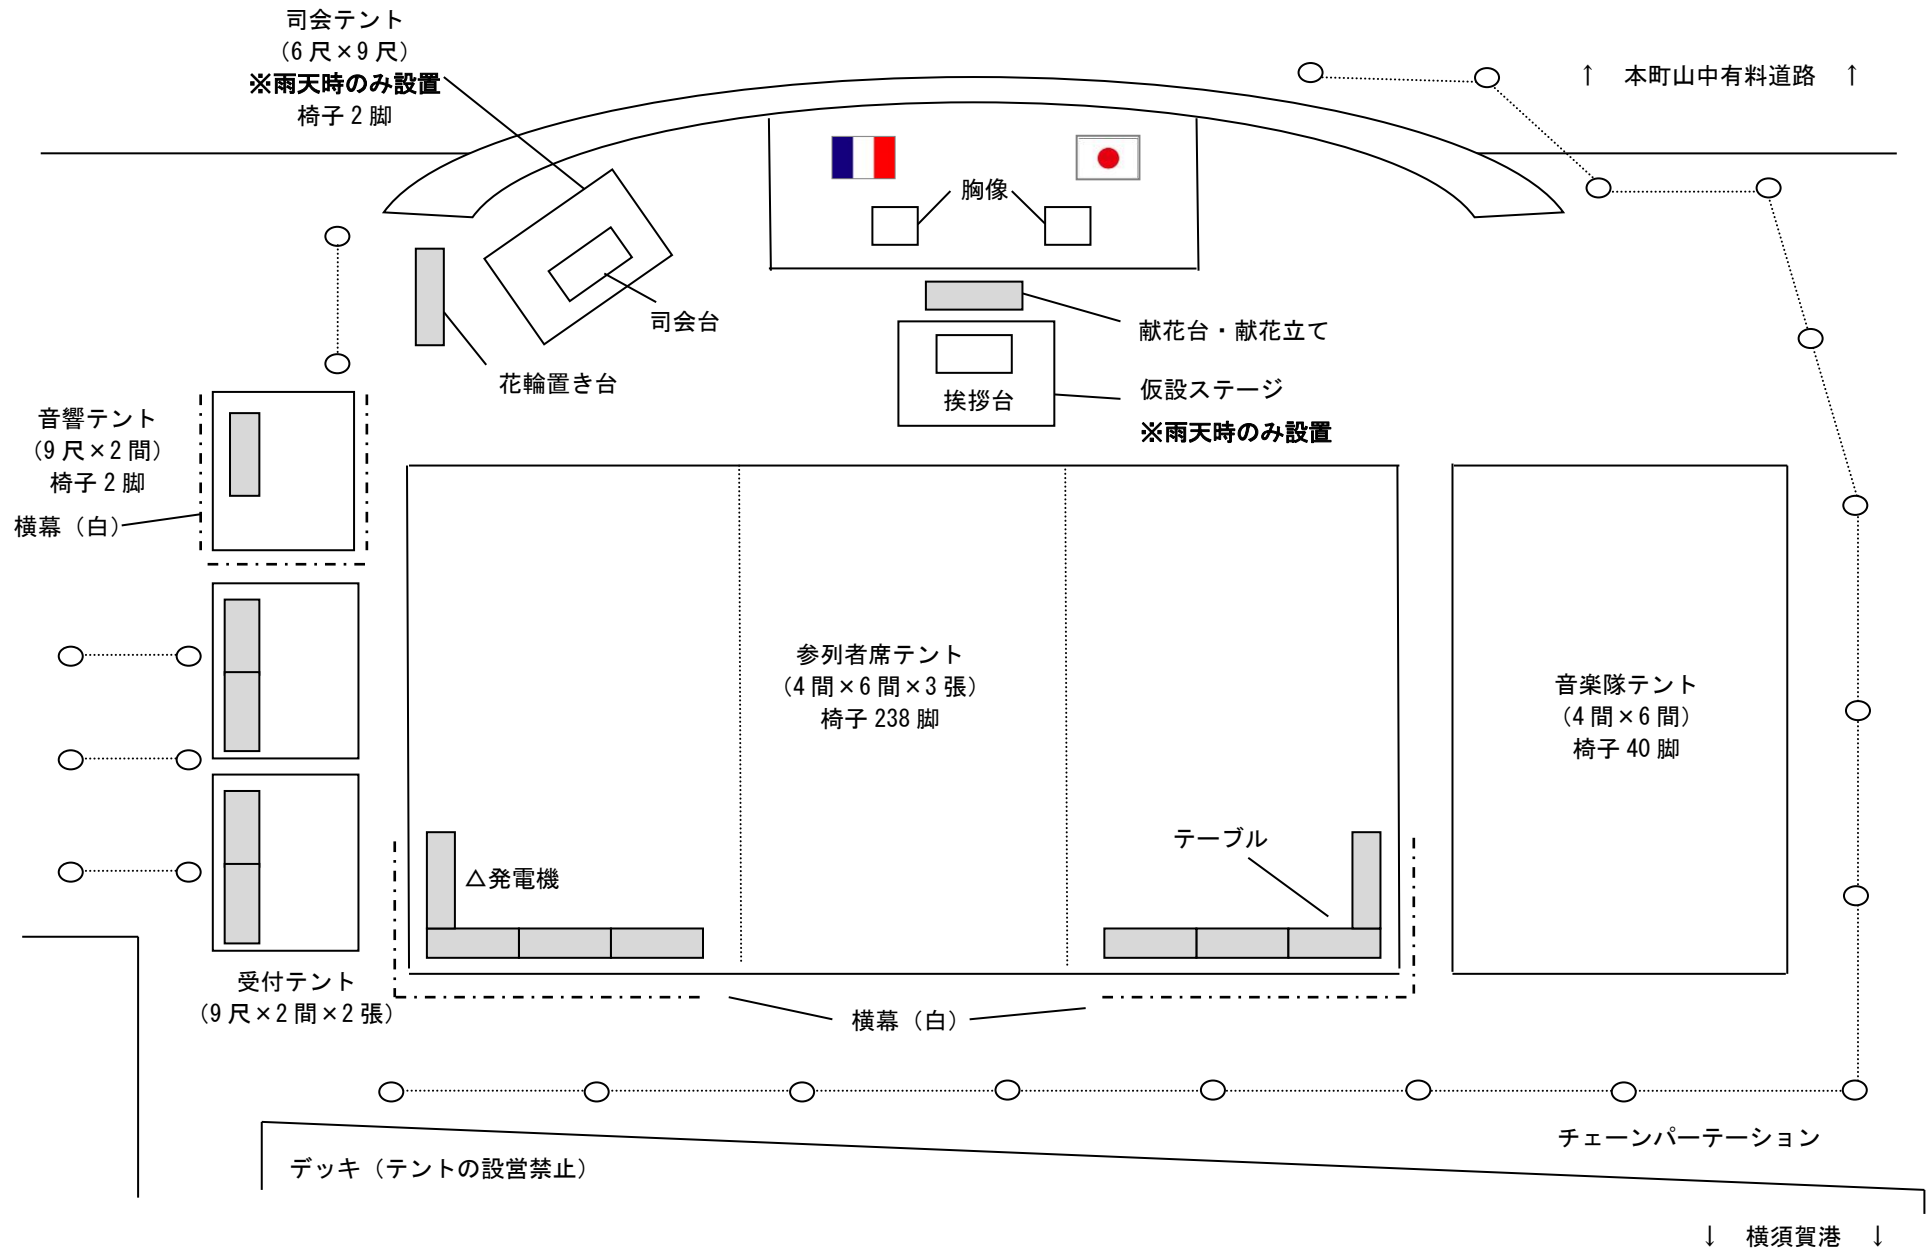 司会テント
(6尺×9尺)
※雨天時のみ設置
椅子2脚
↑ 本町山中有料道路 ↑
胸像
司会台
花輪置き台
献花台・献花立て
挨拶台
仮設ステージ
※雨天時のみ設置
音響テント
(9尺×2間)
椅子2脚
横幕(白)
参列者席テント
(4間×6間×3張)
椅子238脚
音楽隊テント
(4間×6間)
椅子40脚
テーブル
△発電機
受付テント
(9尺×2間×2張)
横幕(白)
チェーンパーテーション
デッキ(テントの設営禁止)
↓ 横須賀港 ↓